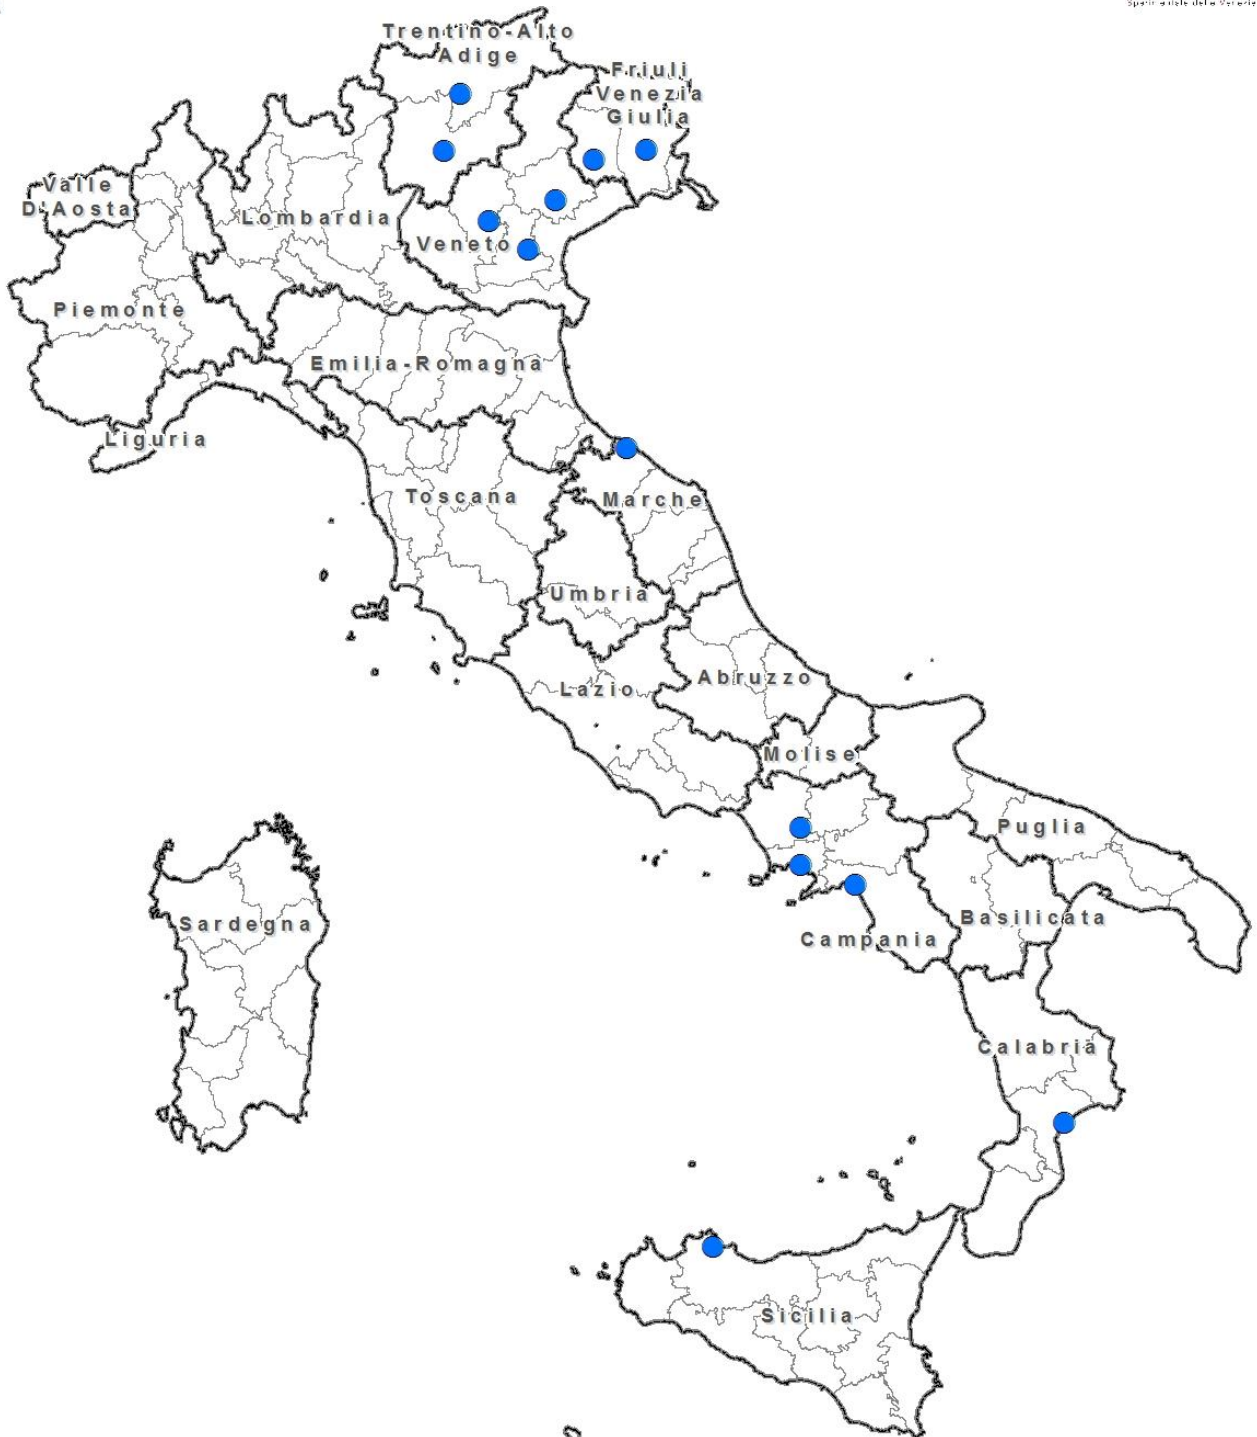 Trentino-Alto
Adige
Friuli
Venezia
Giulia
Valle
D'Aosta
Lombardia
Veneto
Piemonte
Emilia-Romagna
Liguria
Toscana
Marche
Umbria
Lazio
Abruzzo
Molise
Puglia
Sardegna
Basilicata
Campania
Calabria
Sicilia